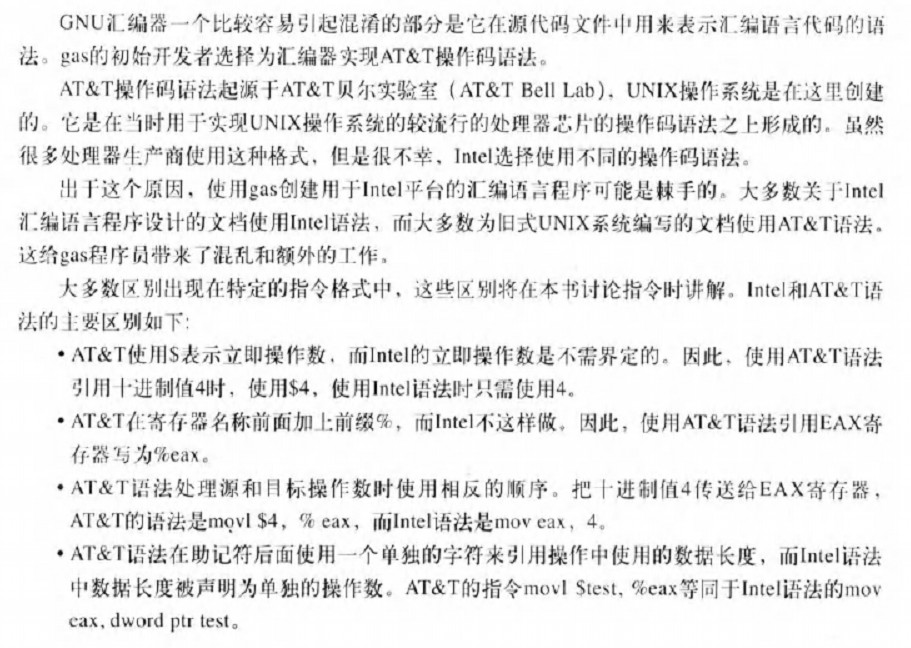 GNU汇编器一个比较容易引起混淆的部分是它在源代码文件中用来表示汇编语言代码的语
法。gas的初始开发者选择为汇编器实现AT&T操作码语法。
AT&T操作码语法起源于AT&T贝尔实验室（AT&T Bell Lab），UNIX操作系统是在这里创建
的。它是在当时用于实现UNIX操作系统的较流行的处理器芯片的操作码语法之上形成的。虽然
很多处理器生产商使用这种格式，但是很不幸，Intel选择使用不同的操作码语法。
出于这个原因，使用gas创建用于Intel平台的汇编语言程序可能是棘手的。大多数关于Intel
汇编语言程序设计的文档使用Intel语法，而大多数为旧式UNIX系统编写的文档使用AT&T语法。
这给gas程序员带来了混乱和额外的工作。
大多数区别出现在特定的指令格式中，这些区别将在本书讨论指令时讲解。Intel和AT&T语
法的主要区别如下：
•AT&T使用$表示立即操作数，而Intel的立即操作数是不需界定的。因此，使用AT&T语法
引用十进制值4时，使用$4，使用Intel语法时只需使用4。
•AT&T在寄存器名称前面加上前缀%，而Intel不这样做。因此，使用AT&T语法引用EAX寄
存器写为%eax。
•AT&T语法处理源和目标操作数时使用相反的顺序。把十进制值4传送给EAX寄存器，
AT&T的语法是movl $4，% eax，而Intel语法是mov eax，4。
•AT&T语法在助记符后面使用一个单独的字符来引用操作中使用的数据长度，而Intel语法
中数据长度被声明为单独的操作数。AT&T的指令movl $test, %eax等同于Intel语法的mov
eax, dword ptr test。